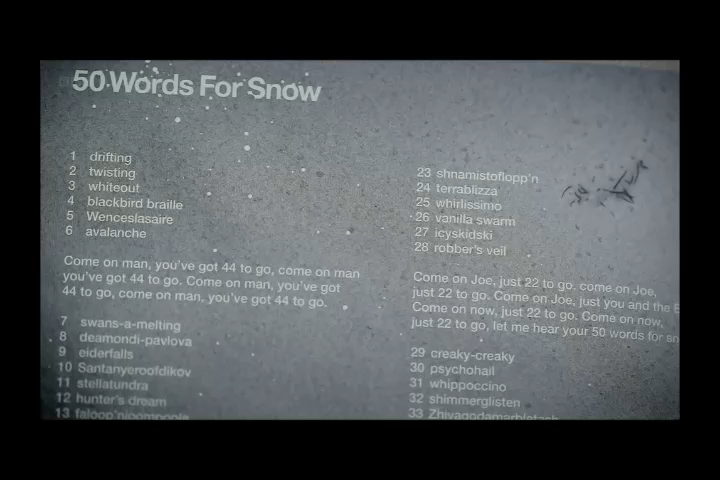 50 Words For Snow
1 drifting
2 twisting
3 whiteout
4 blackbird braille
5 Wenceslasaire
6 avalanche
Come on man, you've got 44 to go, come on man
you've got 44 to go. Come on man, you've got
44 to go, come on man, you've got 44 to go.
7 swans-a-melting
8 deamondi-pavlova
9 eiderfalls
10 Santanyeroofdikov
11 stellatundra
12 hunter's dream
13
23 shnamistoflopp'n
24 terrablizza
25 whirlissimo
26 vanilla swarm
27 icyskidski
28 robber's veil
Come on Joe, just 22 to go. come on Joe,
just 22 to go. Come on Joe, just you and the
Come on now, just 22 to go. Come on now,
just 22 to go, let me hear your 50 words for
29 creaky-creaky
30 psychohail
31 whippoccino
32 shimmerglisten
33